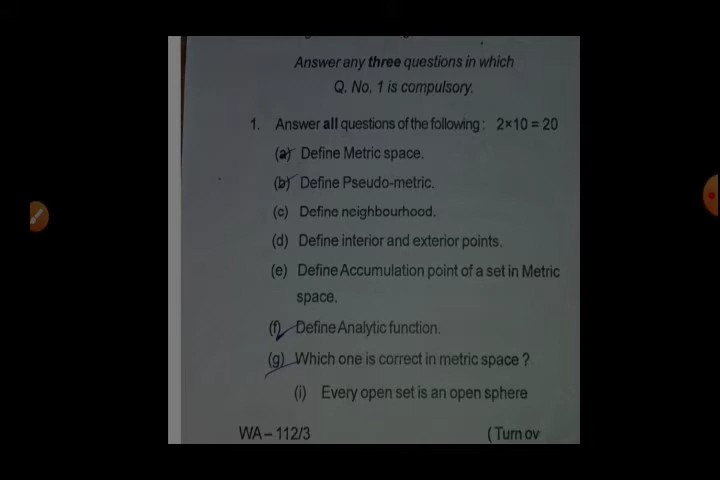 Answer any three questions in which
Q. No. 1 is compulsory.
1. Answer all questions of the following : 2×10 = 20
(a) Define Metric space.
(b) Define Pseudo-metric.
(c) Define neighbourhood.
(d) Define interior and exterior points.
(e) Define Accumulation point of a set in Metric
space.
(f) Define Analytic function.
(g) Which one is correct in metric space ?
(i) Every open set is an open sphere
WA – 112/3 (Turn ov